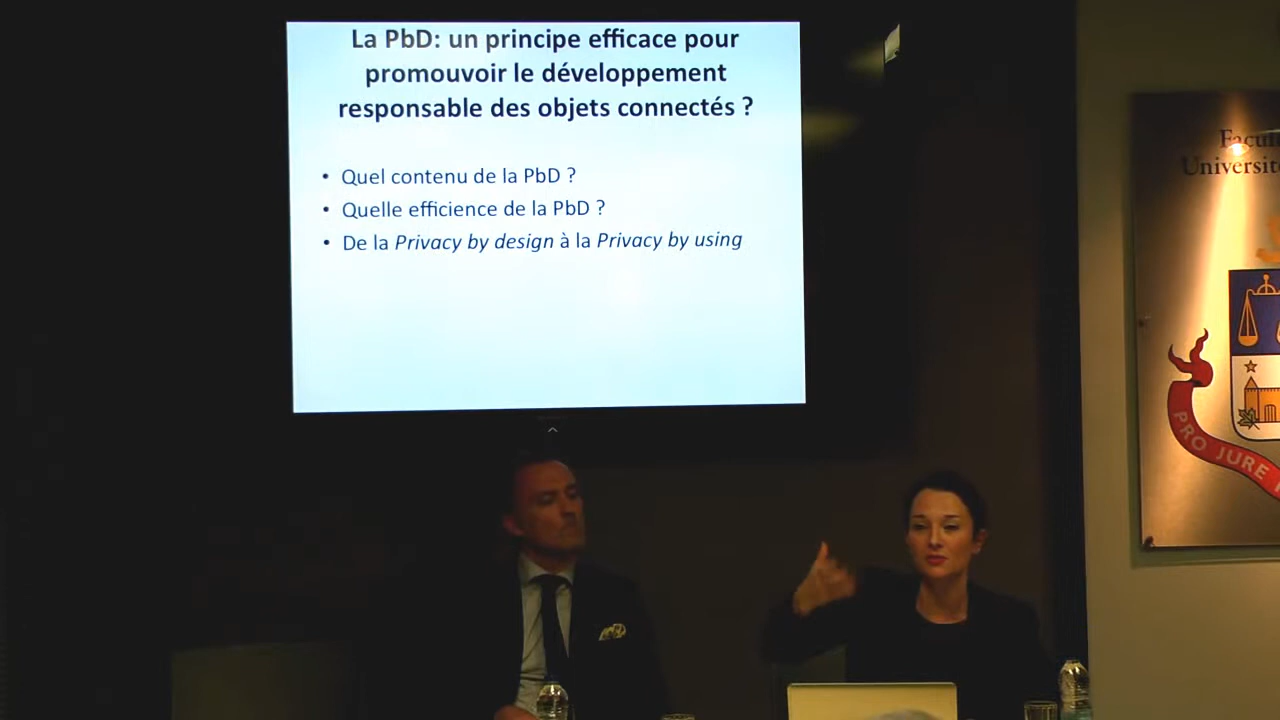 La PbD: un principe efficace pour
promouvoir le développement
responsable des objets connectés ?
• Quel contenu de la PbD ?
• Quelle efficience de la PbD ?
• De la Privacy by design à la Privacy by using
PRO JURE